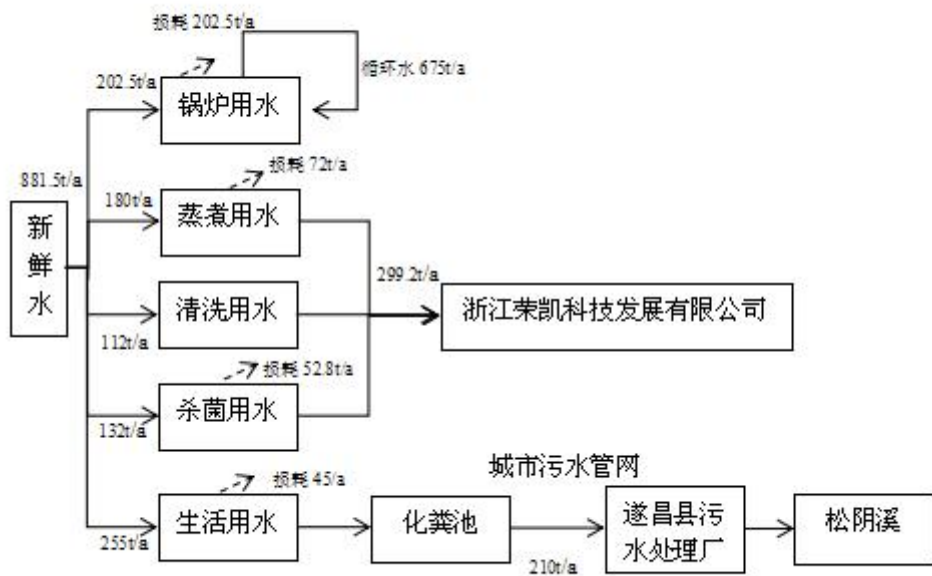 损耗 202.5t/a
循环水 675t/a
202.5t/a
锅炉用水
损耗 72t/a
881.5t/a
180t/a
蒸煮用水
新
鲜
水
299.2t/a
清洗用水
浙江荣凯科技发展有限公司
112t/a
损耗 52.8t/a
杀菌用水
132t/a
城市污水管网
损耗 45/a
生活用水
化粪池
遂昌县污
水处理厂
松阴溪
255t/a
210t/a